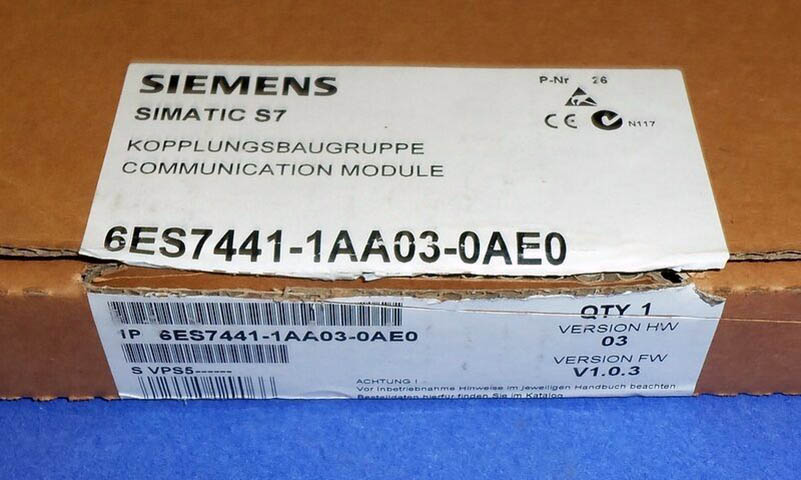 SIEMENS
SIMATIC S7
P-Nr 26
CE N117
KOPPLUNGSBAUGRUPPE
COMMUNICATION MODULE
6ES7441-1AA03-0AE0
QTY 1
1P 6ES7441-1AA03-0AE0
VERSION HW
03
S VPS5------
VERSION FW
V1.0.3
ACHTUNG !
Vor Inbetriebnahme Hinweise im jeweiligen Handbuch beachten
Bestelldaten hierfür finden Sie im Katalog